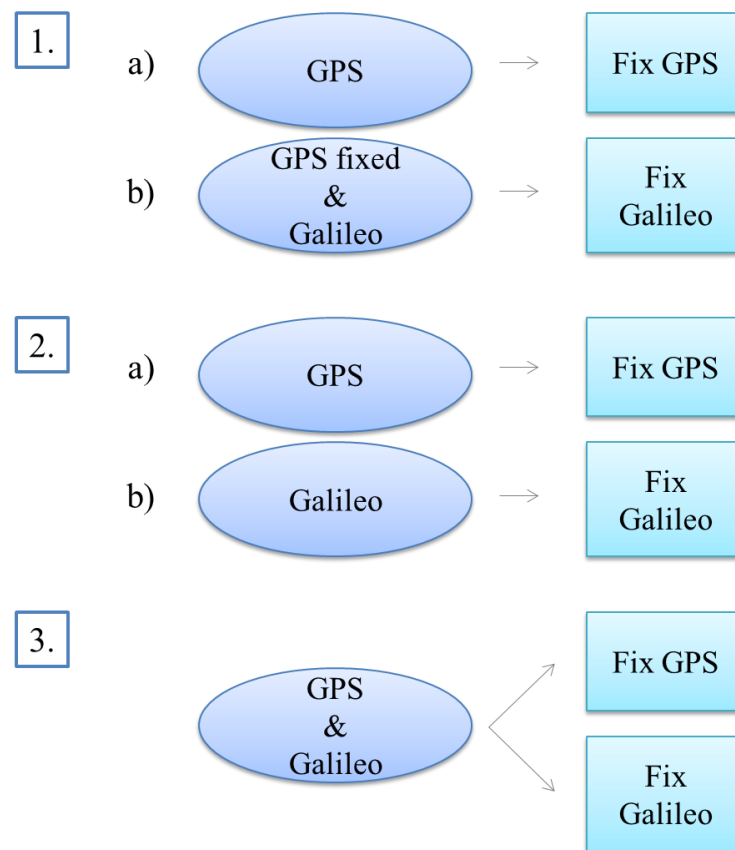 1.
a)
GPS
Fix GPS
b)
GPS fixed
&
Galileo
Fix
Galileo
2.
a)
GPS
Fix GPS
b)
Galileo
Fix
Galileo
3.
GPS
&
Galileo
Fix GPS
Fix
Galileo